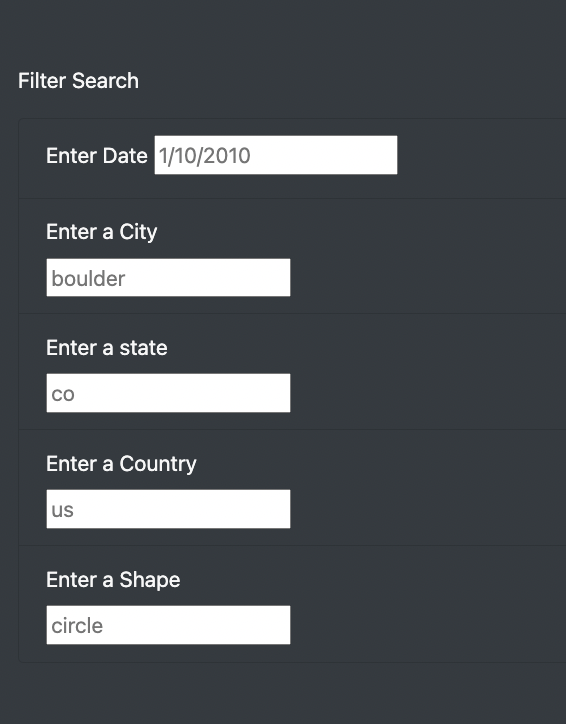 Filter Search
Enter Date 1/10/2010
Enter a City
boulder
Enter a state
co
Enter a Country
us
Enter a Shape
circle